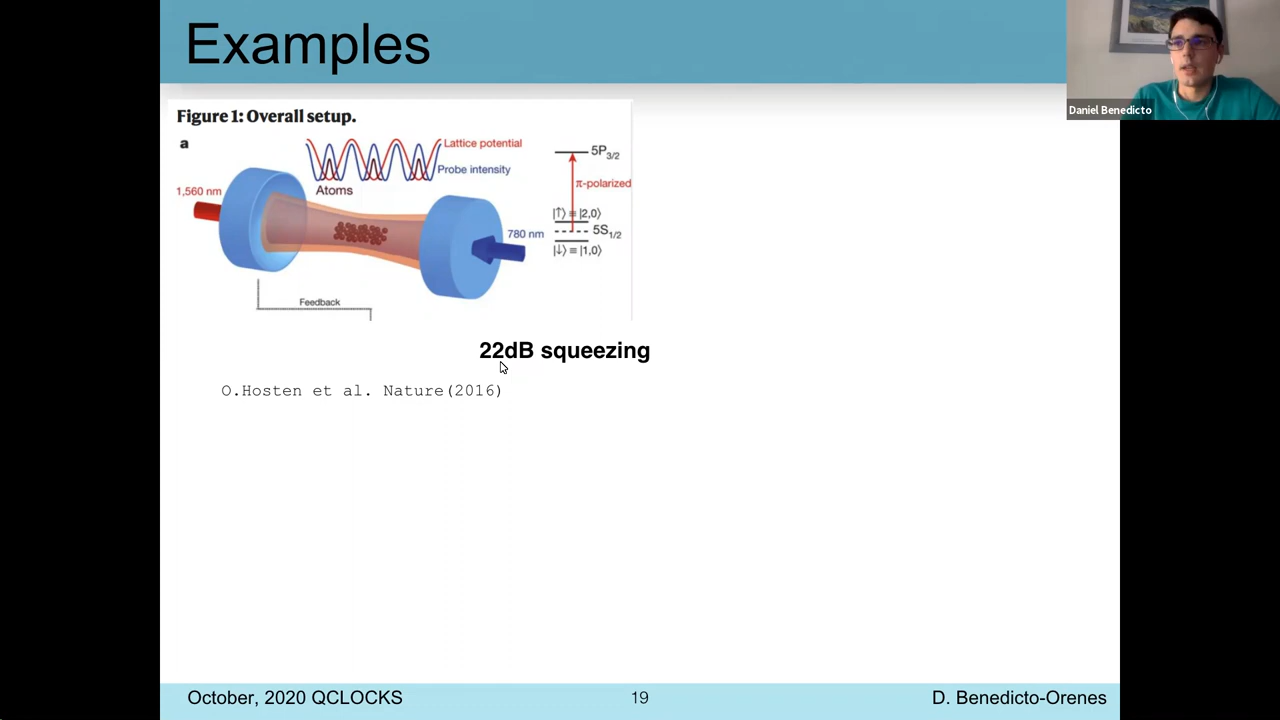 Examples
Daniel Benedicto
Figure 1: Overall setup.
a
Lattice potential
Probe intensity
Atoms
1,560 nm
780 nm
5P3/2
π-polarized
|↑⟩ ≡ |2,0⟩
5S1/2
|↓⟩ ≡ |1,0⟩
Feedback
22dB squeezing
O.Hosten et al. Nature(2016)
October, 2020 QCLOCKS
19
D. Benedicto-Orenes